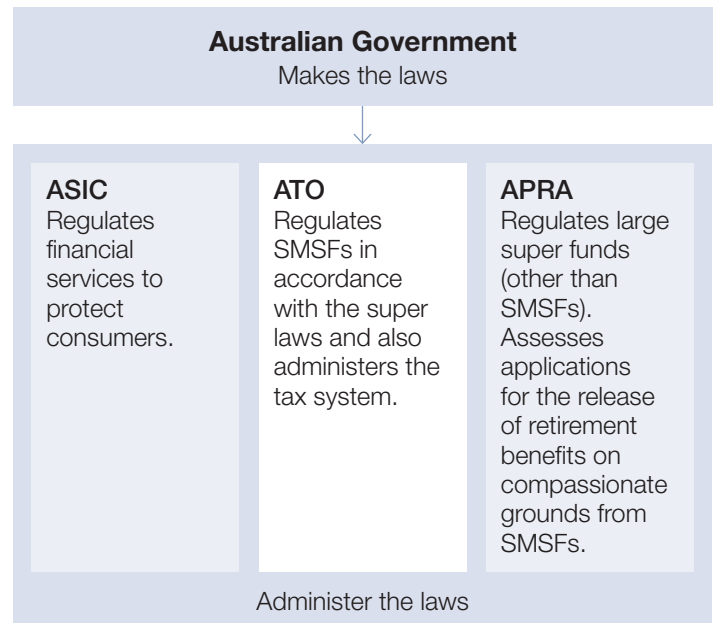 Australian Government
Makes the laws
ASIC
Regulates
financial
services to
protect
consumers.
ATO
Regulates
SMSFs in
accordance
with the super
laws and also
administers the
tax system.
APRA
Regulates large
super funds
(other than
SMSFs).
Assesses
applications
for the release
of retirement
benefits on
compassionate
grounds from
SMSFs.
Administer the laws